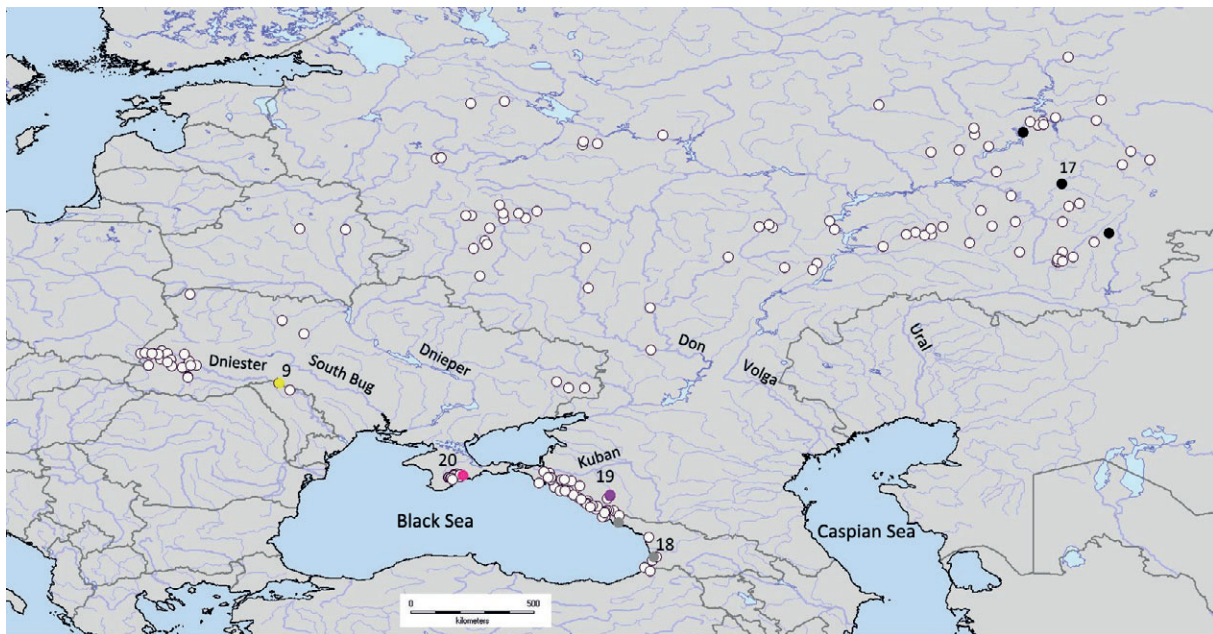 17
Don
Ural
Dnieper
Volga
9
South Bug
Dniester
Kuban
20
19
Black Sea
Caspian Sea
18
0
500
kilometers